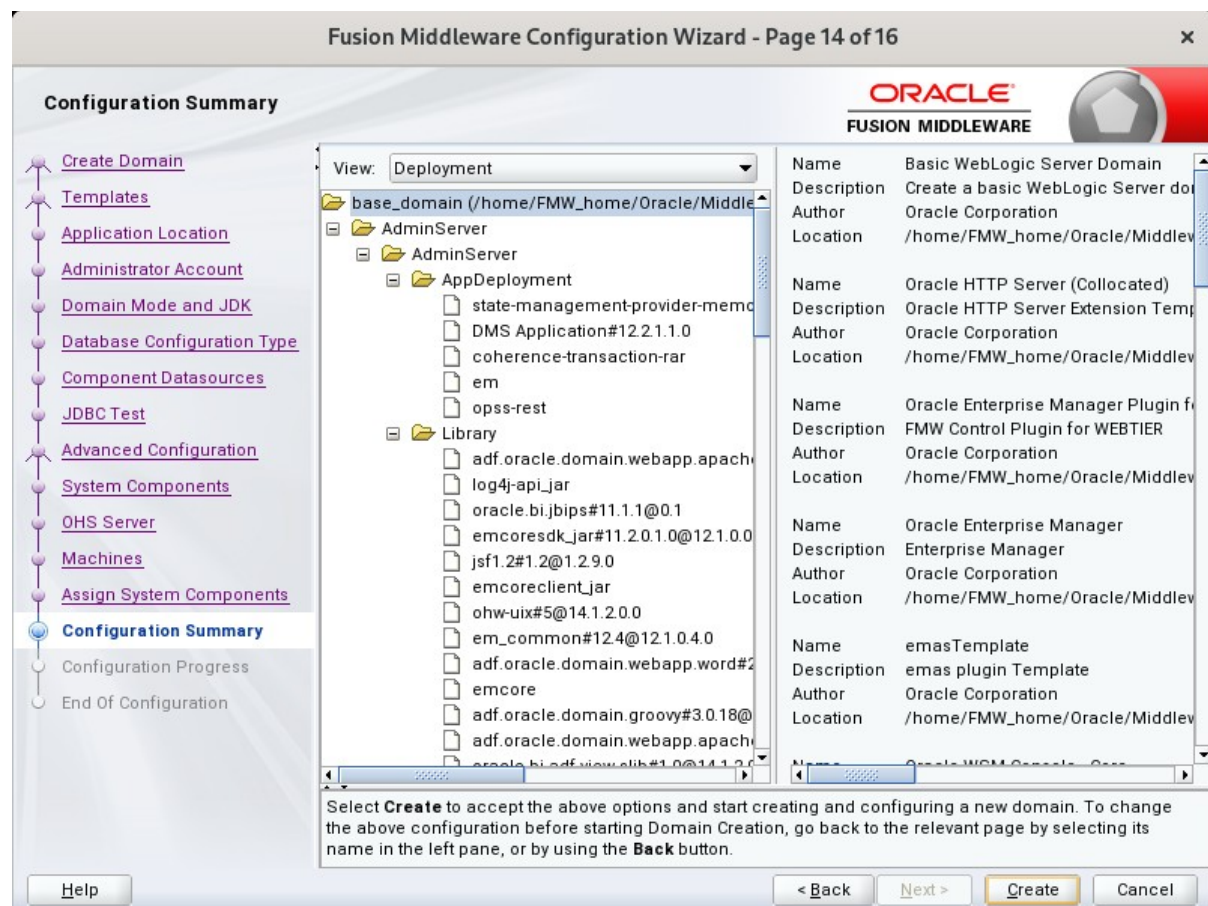 Fusion Middleware Configuration Wizard - Page 14 of 16
Configuration Summary
ORACLE
FUSION MIDDLEWARE
Create Domain
Templates
Application Location
Administrator Account
Domain Mode and JDK
Database Configuration Type
Component Datasources
JDBC Test
Advanced Configuration
System Components
OHS Server
Machines
Assign System Components
Configuration Summary
Configuration Progress
End Of Configuration
View: Deployment
base_domain (/home/FMW_home/Oracle/Middle
AdminServer
AdminServer
AppDeployment
state-management-provider-memo
DMS Application#12.2.1.1.0
coherence-transaction-rar
em
opss-rest
Library
adf.oracle.domain.webapp.apach
log4j-api_jar
oracle.bi.jbips#11.1.1@0.1
emcoresdk_jar#11.2.0.1.0@12.1.0.0
jsf1.2#1.2@1.2.9.0
emcoreclient_jar
ohw-uix#5@14.1.2.0.0
em_common#12.4@12.1.0.4.0
adf.oracle.domain.webapp.word#2
emcore
adf.oracle.domain.groovy#3.0.18@
adf.oracle.domain.webapp.apach
Name Basic WebLogic Server Domain
Description Create a basic WebLogic Server do
Author Oracle Corporation
Location /home/FMW_home/Oracle/Middlew
Name Oracle HTTP Server (Collocated)
Description Oracle HTTP Server Extension Temp
Author Oracle Corporation
Location /home/FMW_home/Oracle/Middlew
Name Oracle Enterprise Manager Plugin f
Description FMW Control Plugin for WEBTIER
Author Oracle Corporation
Location /home/FMW_home/Oracle/Middlew
Name Oracle Enterprise Manager
Description Enterprise Manager
Author Oracle Corporation
Location /home/FMW_home/Oracle/Middlew
Name emasTemplate
Description emas plugin Template
Author Oracle Corporation
Location /home/FMW_home/Oracle/Middlew
Select Create to accept the above options and start creating and configuring a new domain. To change
the above configuration before starting Domain Creation, go back to the relevant page by selecting its
name in the left pane, or by using the Back button.
Help
< Back
Next >
Create
Cancel